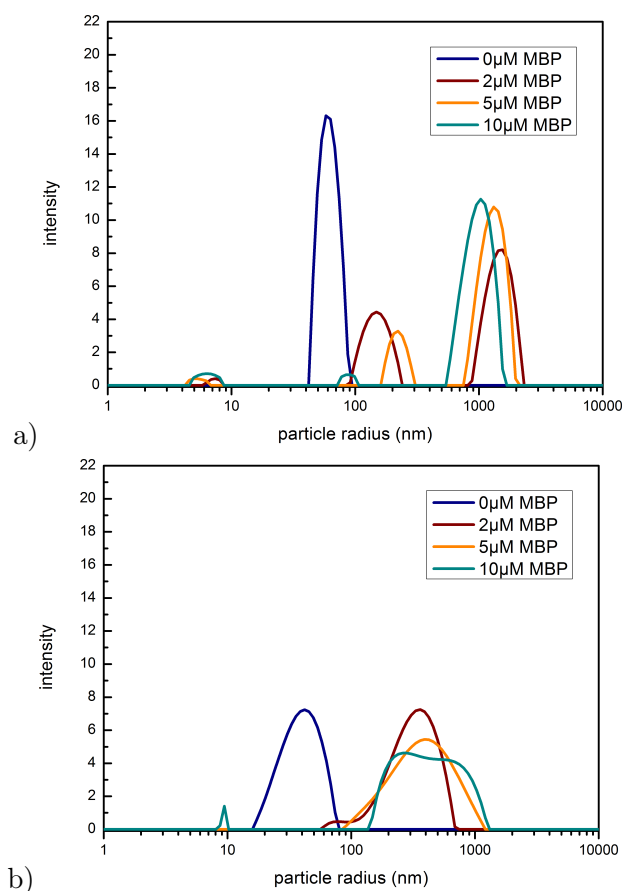 22
20
18
16
14
12
10
8
6
4
2
0
intensity
0µM MBP
2µM MBP
5µM MBP
10µM MBP
1 10 100 1000 10000
particle radius (nm)
a)
22
20
18
16
14
12
10
8
6
4
2
0
intensity
0µM MBP
2µM MBP
5µM MBP
10µM MBP
1 10 100 1000 10000
particle radius (nm)
b)